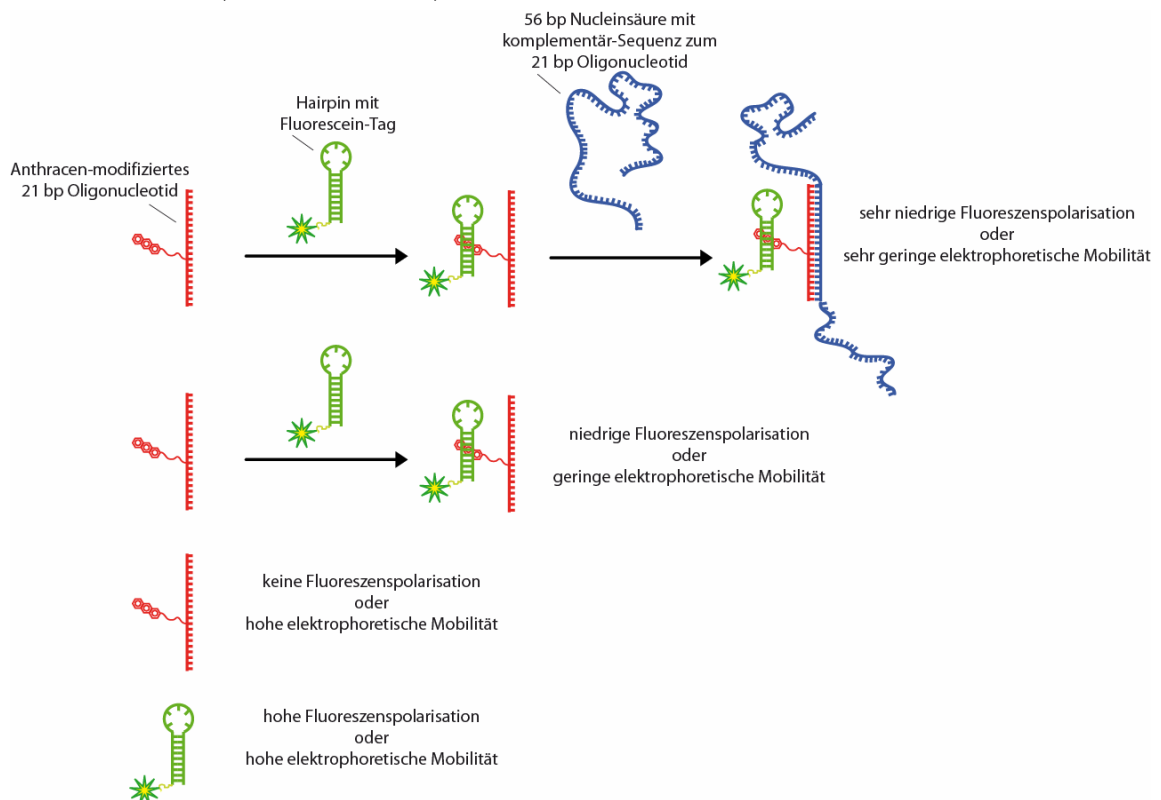 56 bp Nucleinsäure mit
komplementär-Sequenz zum
21 bp Oligonucleotid
Hairpin mit
Fluorescein-Tag
Anthracen-modifiziertes
21 bp Oligonucleotid
sehr niedrige Fluoreszenspolarisation
oder
sehr geringe elektrophoretische Mobilität
niedrige Fluoreszenspolarisation
oder
geringe elektrophoretische Mobilität
keine Fluoreszenspolarisation
oder
hohe elektrophoretische Mobilität
hohe Fluoreszenspolarisation
oder
hohe elektrophoretische Mobilität